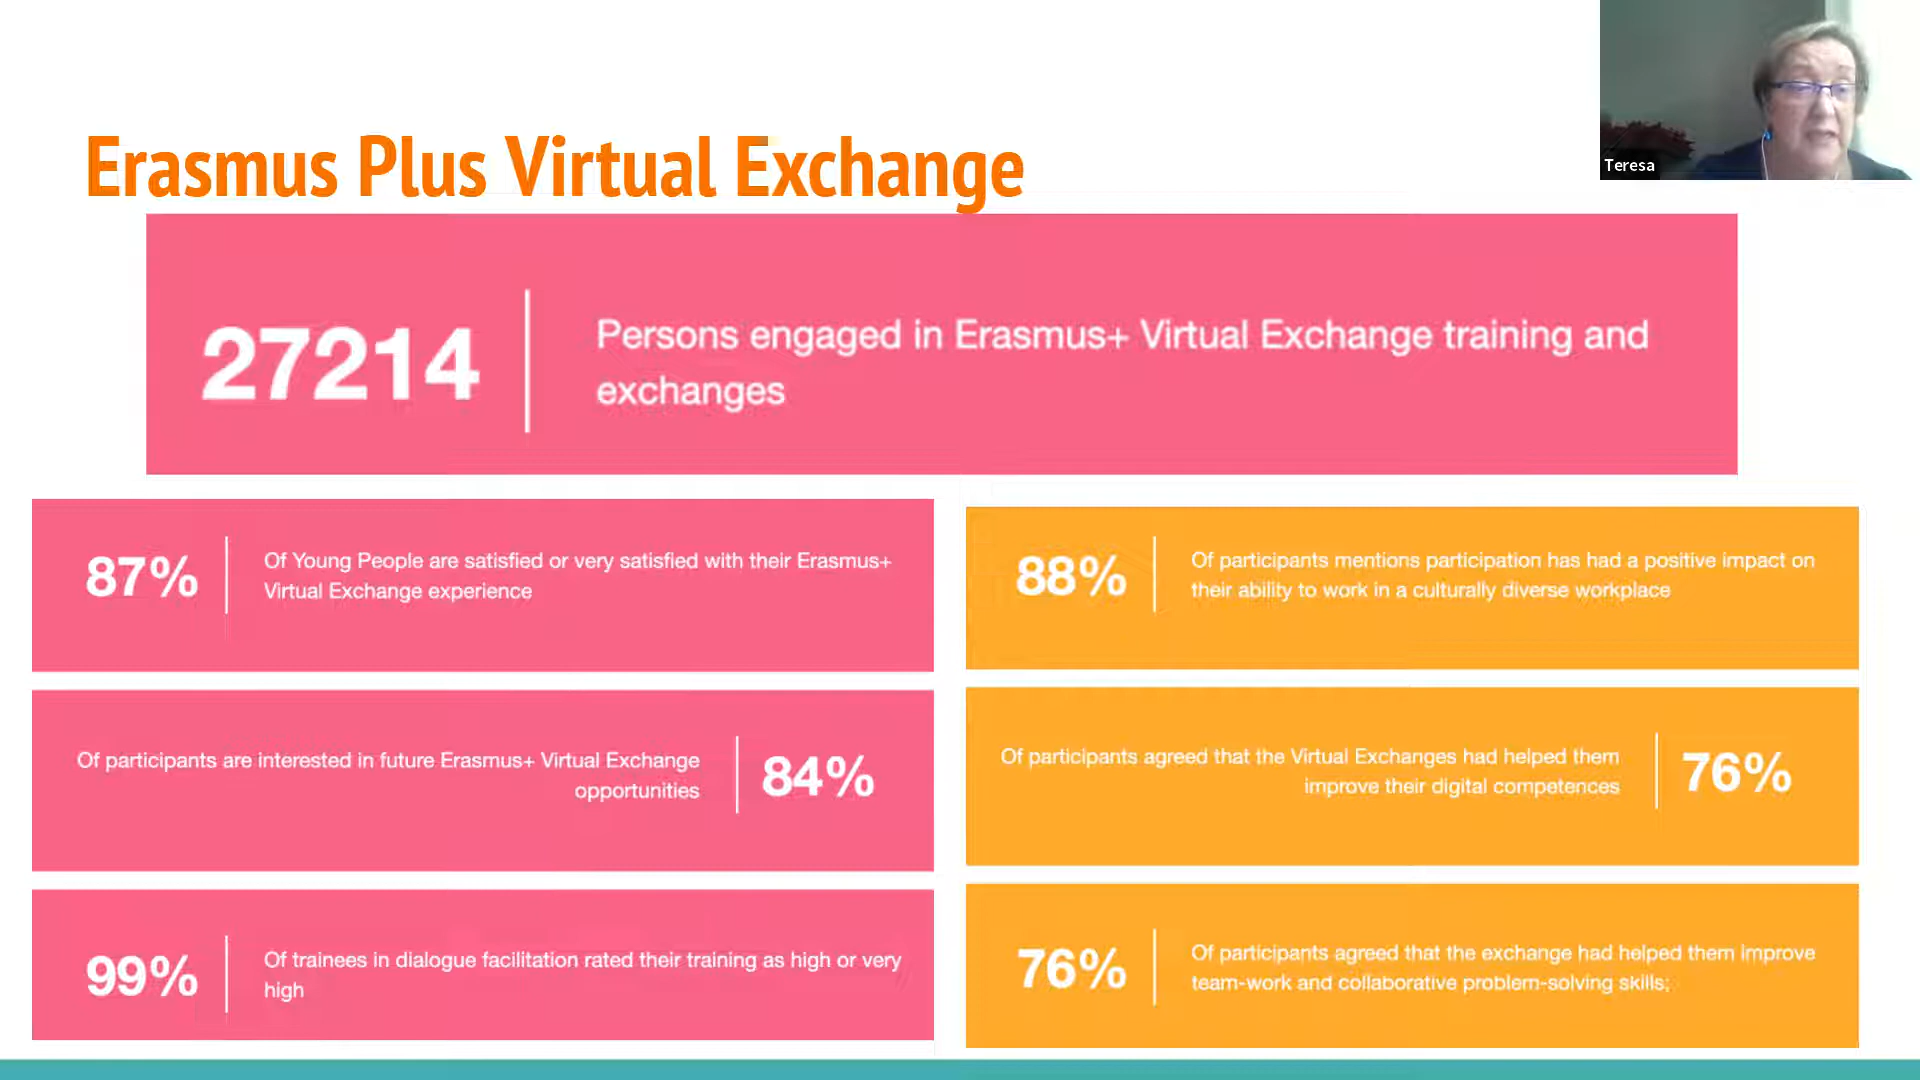 Teresa
Erasmus Plus Virtual Exchange
27214
Persons engaged in Erasmus+ Virtual Exchange training and
exchanges
87%
Of Young People are satisfied or very satisfied with their Erasmus+
Virtual Exchange experience
Of participants are interested in future Erasmus+ Virtual Exchange
opportunities
84%
99%
Of trainees in dialogue facilitation rated their training as high or very
high
88%
Of participants mentions participation has had a positive impact on
their ability to work in a culturally diverse workplace
Of participants agreed that the Virtual Exchanges had helped them
improve their digital competences
76%
76%
Of participants agreed that the exchange had helped them improve
team-work and collaborative problem-solving skills;